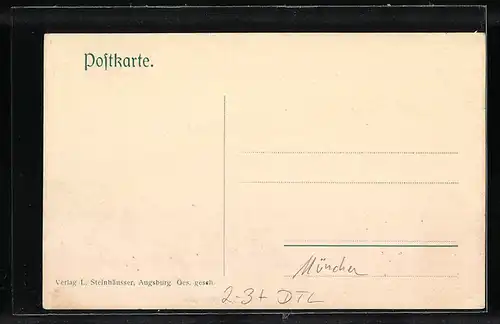 Poſtkarte.
Verlag L. Steinhäusser, Augsburg. Ges. gesch.
München
2-3+ DTL